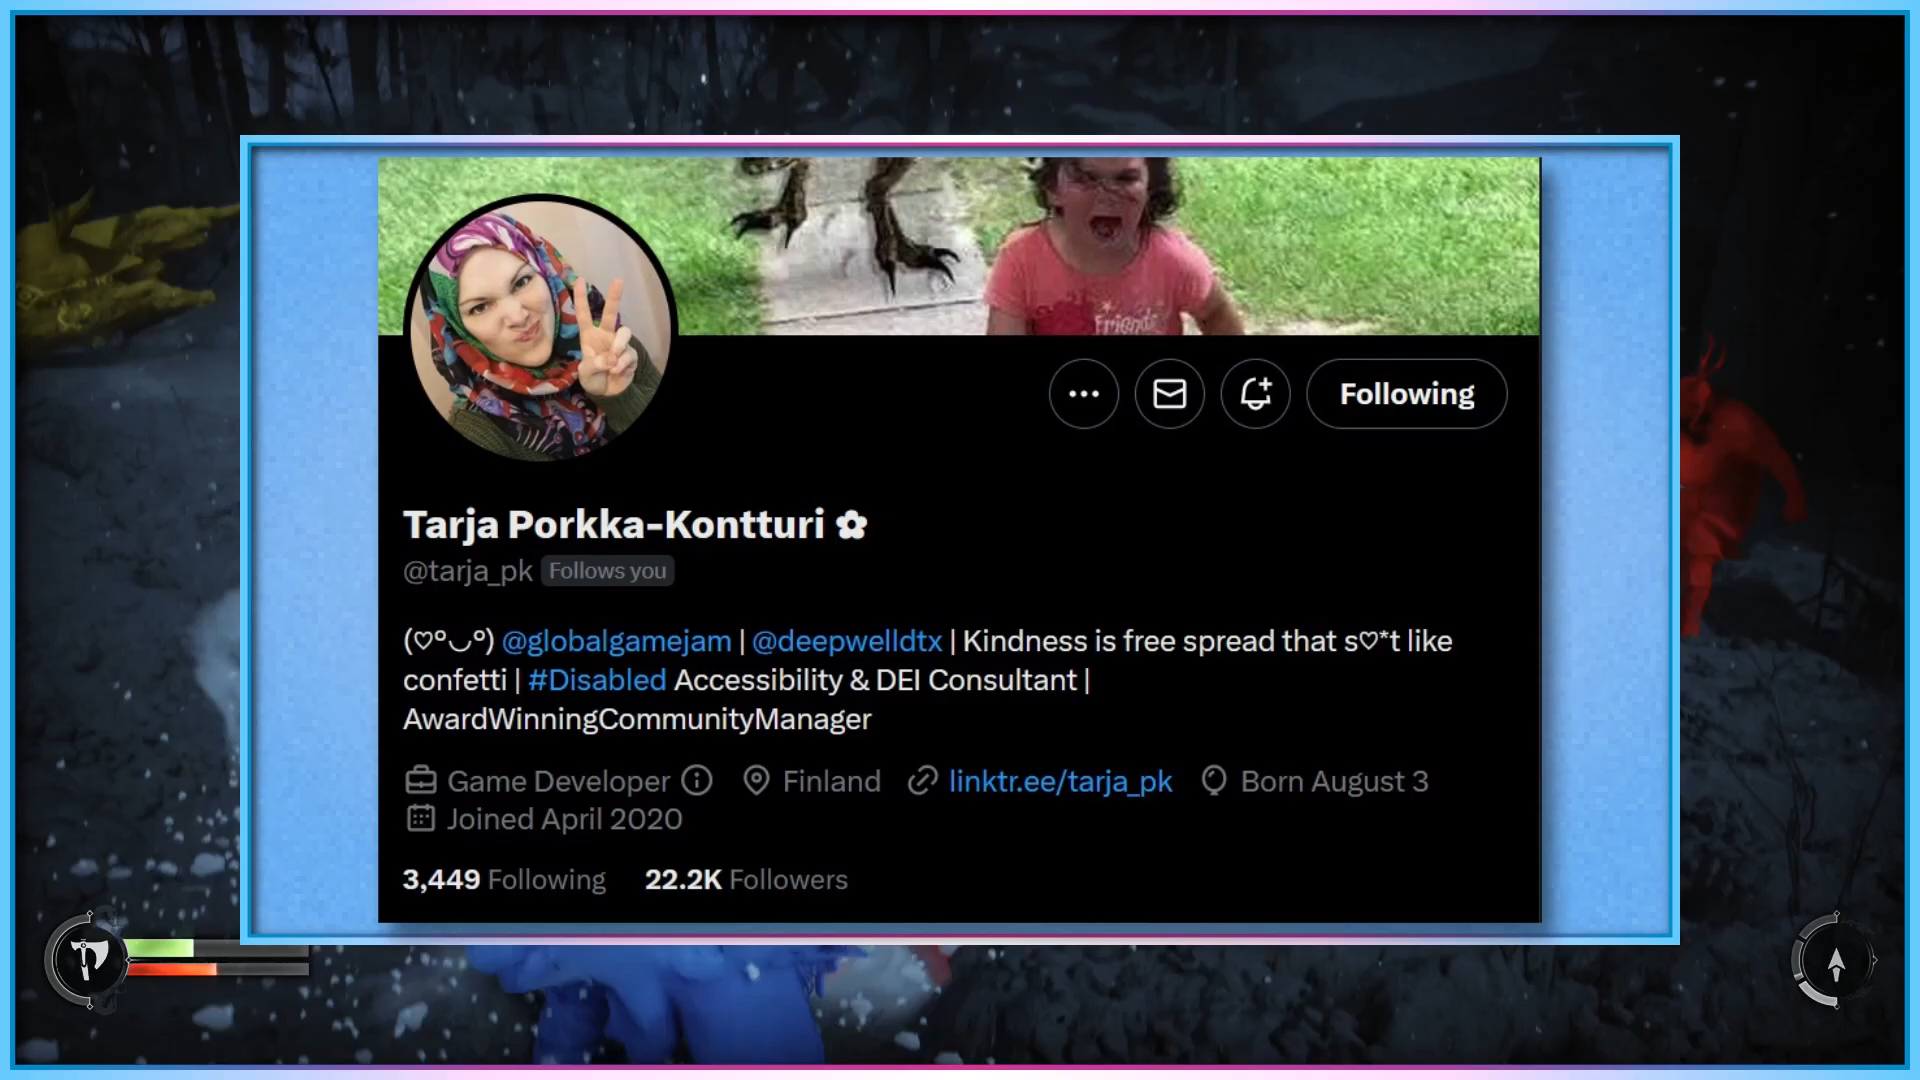 Friends
Following
Tarja Porkka-Kontturi ✿
@tarja_pk Follows you
(♡°◡°) @globalgamejam | @deepwelldtx | Kindness is free spread that s♡*t like
confetti | #Disabled Accessibility & DEI Consultant |
AwardWinningCommunityManager
Game Developer Finland linktr.ee/tarja_pk Born August 3
Joined April 2020
3,449 Following 22.2K Followers